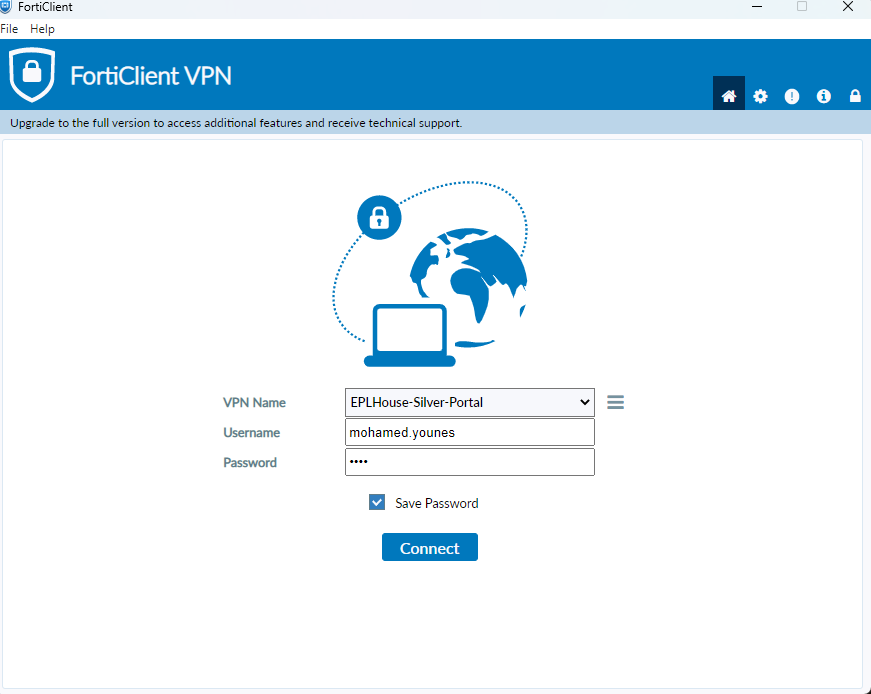 FortiClient
File Help
FortiClient VPN
Upgrade to the full version to access additional features and receive technical support.
VPN Name EPLHouse-Silver-Portal
Username mohamed.younes
Password ••••
Save Password
Connect